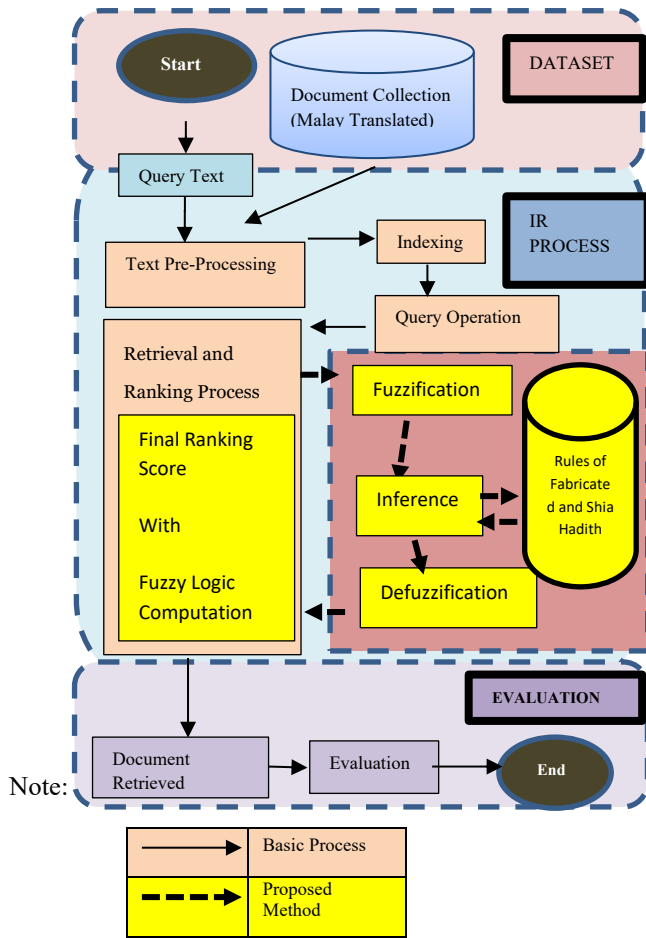 Start
Document Collection
(Malay Translated)
DATASET
Query Text
IR
PROCESS
Text Pre-Processing
Indexing
Query Operation
Retrieval and
Ranking Process
Final Ranking
Score
With
Fuzzy Logic
Computation
Fuzzification
Inference
Defuzzification
Rules of
Fabricate
d and Shia
Hadith
EVALUATION
Document
Retrieved
Evaluation
End
Note:
Basic Process
Proposed
Method